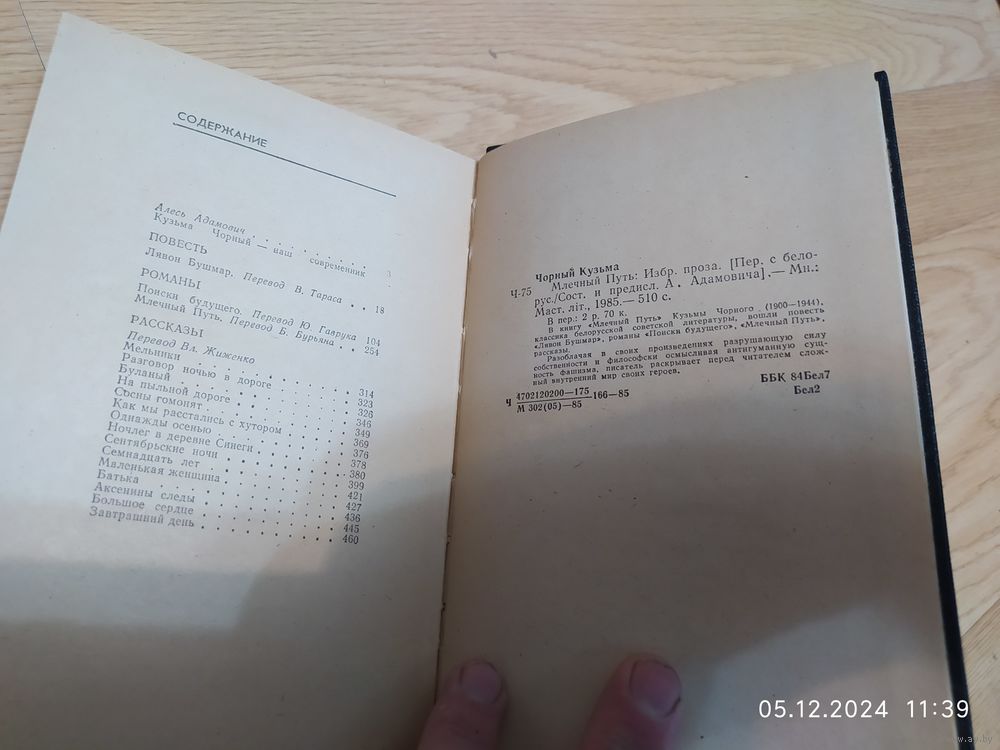 СОДЕРЖАНИЕ
Алесь Адамович
Кузьма Чорный — наш современник 3
ПОВЕСТЬ
Лявон Бушмар. Перевод В. Тараса 18
РОМАНЫ
Поиски будущего. Перевод Ю. Гаврука 104
Млечный Путь. Перевод Б. Бурьяна 254
РАССКАЗЫ
Перевод Вл. Жиженко
Мельники 314
Разговор ночью в дороге 323
Буланый 326
На пыльной дороге 346
Сосны гомонят 349
Как мы расстались с хутором 369
Однажды осенью 376
Ночлег в деревне Синеги 378
Сентябрьские ночи 380
Семнадцать лет 399
Маленькая женщина 421
Батька 427
Аксенины следы 436
Большое сердце 445
Завтрашний день 460
Чорный Кузьма
Ч-75 Млечный Путь: Избр. проза. [Пер. с бело-
рус./Сост. и предисл. А. Адамовича].— Мн.:
Маст. літ., 1985.— 510 с.
В пер.: 2 р. 70 к.
В книгу «Млечный Путь» Кузьмы Чорного (1900—1944),
классика белорусской советской литературы, вошли повесть
«Лявон Бушмар», романы «Поиски будущего», «Млечный Путь»,
рассказы.
Разоблачая в своих произведениях разрушающую силу
собственности и философски осмысливая антигуманную сущ-
ность фашизма, писатель раскрывает перед читателем слож-
ный внутренний мир своих героев.
Ч 4702120200—175
М 302(05)—85
166—85
ББК 84Бел7
Бел2
05.12.2024 11:39
www.ay.by